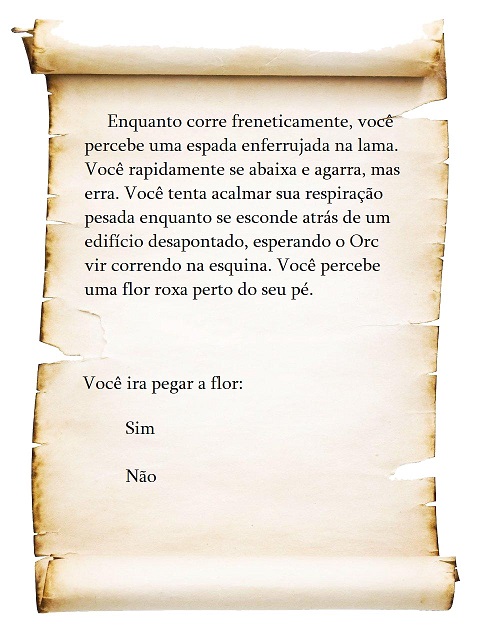 Enquanto corre freneticamente, você
percebe uma espada enferrujada na lama.
Você rapidamente se abaixa e agarra, mas
erra. Você tenta acalmar sua respiração
pesada enquanto se esconde atrás de um
edifício desapontado, esperando o Orc
vir correndo na esquina. Você percebe
uma flor roxa perto do seu pé.
Você ira pegar a flor:
Sim
Não